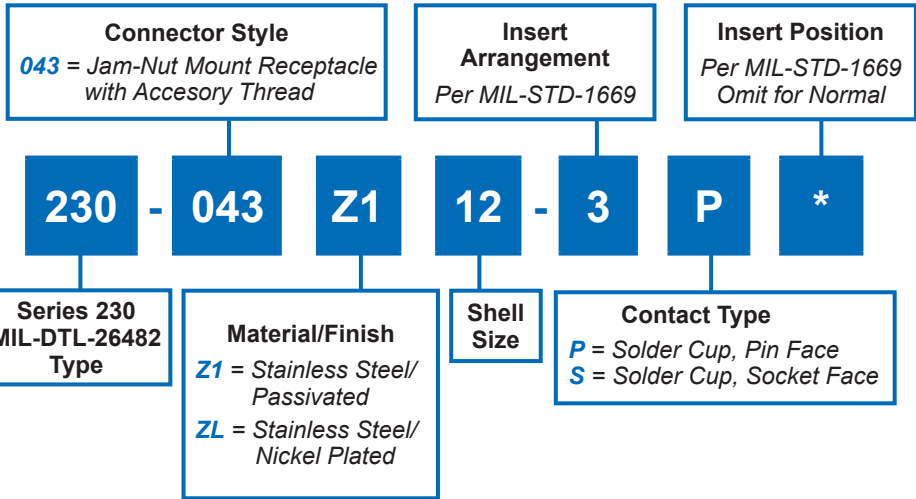 Connector Style
043 = Jam-Nut Mount Receptacle
with Accesory Thread
Insert
Arrangement
Per MIL-STD-1669
Insert Position
Per MIL-STD-1669
Omit for Normal
230 - 043 Z1 12 - 3 P *
Series 230
MIL-DTL-26482
Type
Material/Finish
Z1 = Stainless Steel/
Passivated
ZL = Stainless Steel/
Nickel Plated
Shell
Size
Contact Type
P = Solder Cup, Pin Face
S = Solder Cup, Socket Face